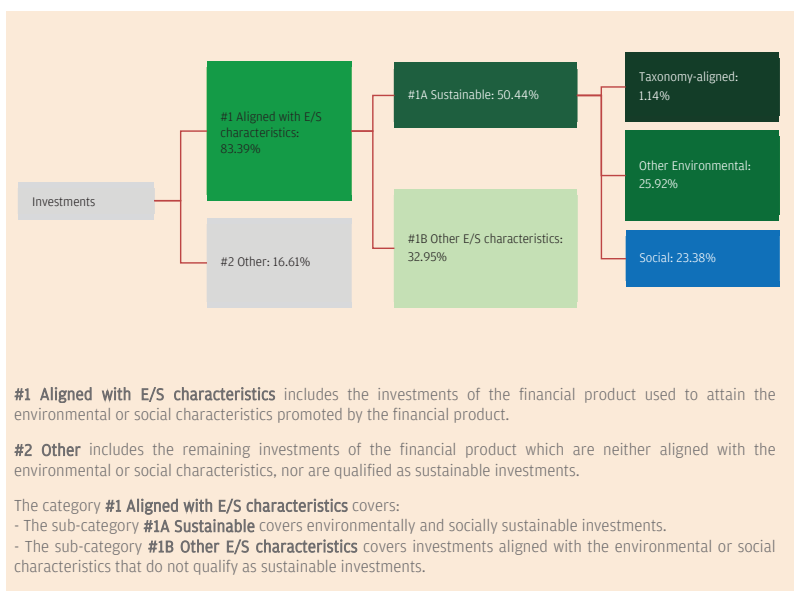 Investments
#1 Aligned with E/S
characteristics:
83.39%
#2 Other: 16.61%
#1A Sustainable: 50.44%
#1B Other E/S characteristics:
32.95%
Taxonomy-aligned:
1.14%
Other Environmental:
25.92%
Social: 23.38%
#1 Aligned with E/S characteristics includes the investments of the financial product used to attain the
environmental or social characteristics promoted by the financial product.
#2 Other includes the remaining investments of the financial product which are neither aligned with the
environmental or social characteristics, nor are qualified as sustainable investments.
The category #1 Aligned with E/S characteristics covers:
- The sub-category #1A Sustainable covers environmentally and socially sustainable investments.
- The sub-category #1B Other E/S characteristics covers investments aligned with the environmental or social
characteristics that do not qualify as sustainable investments.